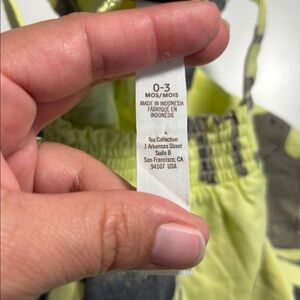 0-3
MOS/MOIS
MADE IN INDONESIA
FABRIQUÉ EN
INDONÉSIE
Tea Collection
1 Arkansas Street
Suite B
San Francisco, CA
94107 USA